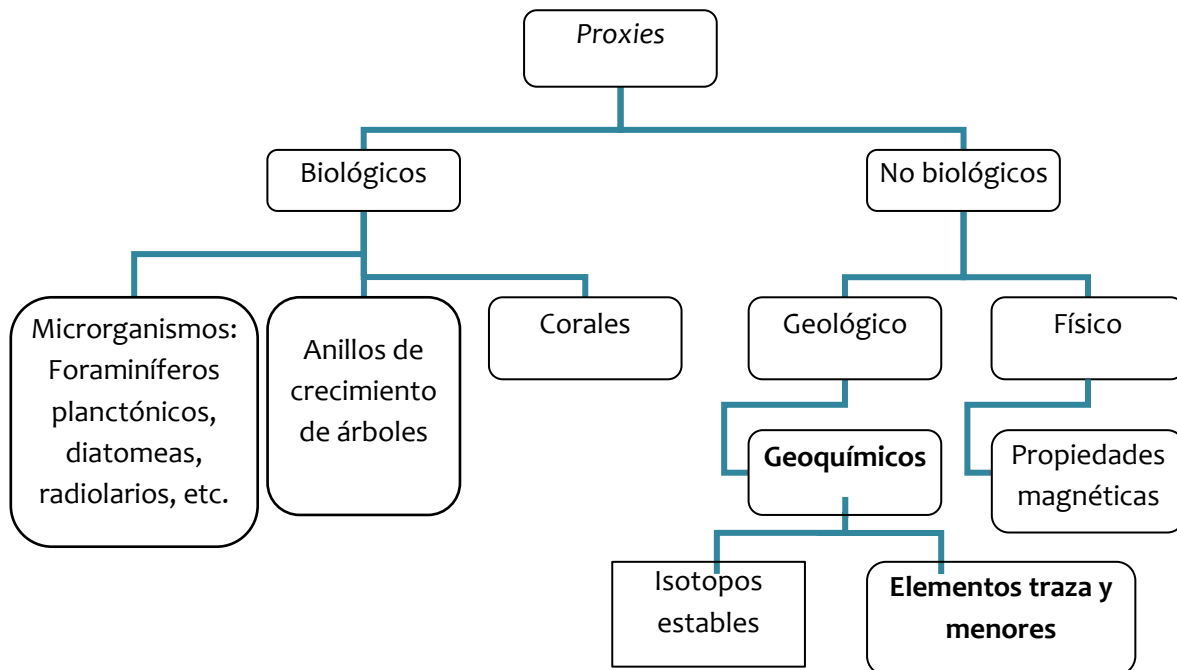 Proxies
Biológicos
No biológicos
Microrganismos:
Foraminíferos
planctónicos,
diatomeas,
radiolarios, etc.
Anillos de
crecimiento
de árboles
Corales
Geológico
Físico
Geoquímicos
Propiedades
magnéticas
Isotopos
estables
Elementos traza y
menores